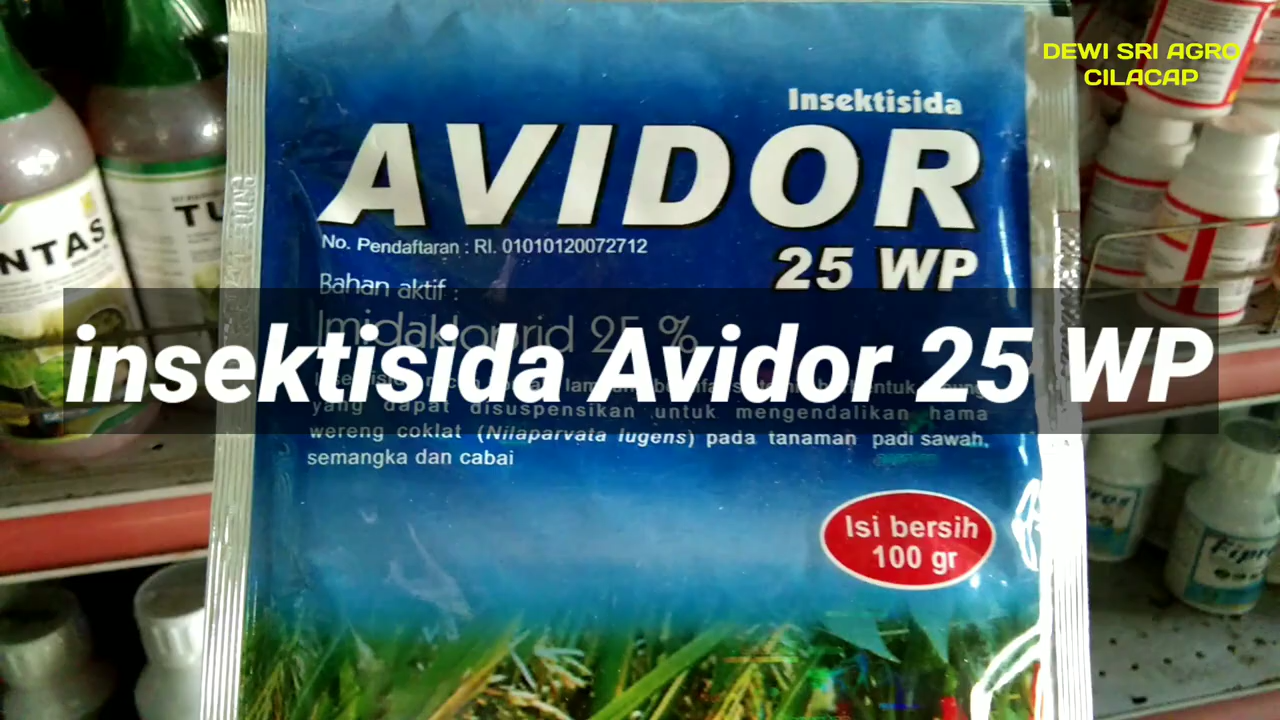 DEWI SRI AGRO
CILACAP
Insektisida
AVIDOR
25 WP
No. Pendaftaran : RI. 01010120072712
Bahan aktif :
Imidakloprid 25 %
insektisida Avidor 25 WP
yang dapat disuspensikan untuk mengendalikan hama
wereng coklat (Nilaparvata lugens) pada tanaman padi sawah,
semangka dan cabai
Isi bersih
100 gr
NTAS
TU